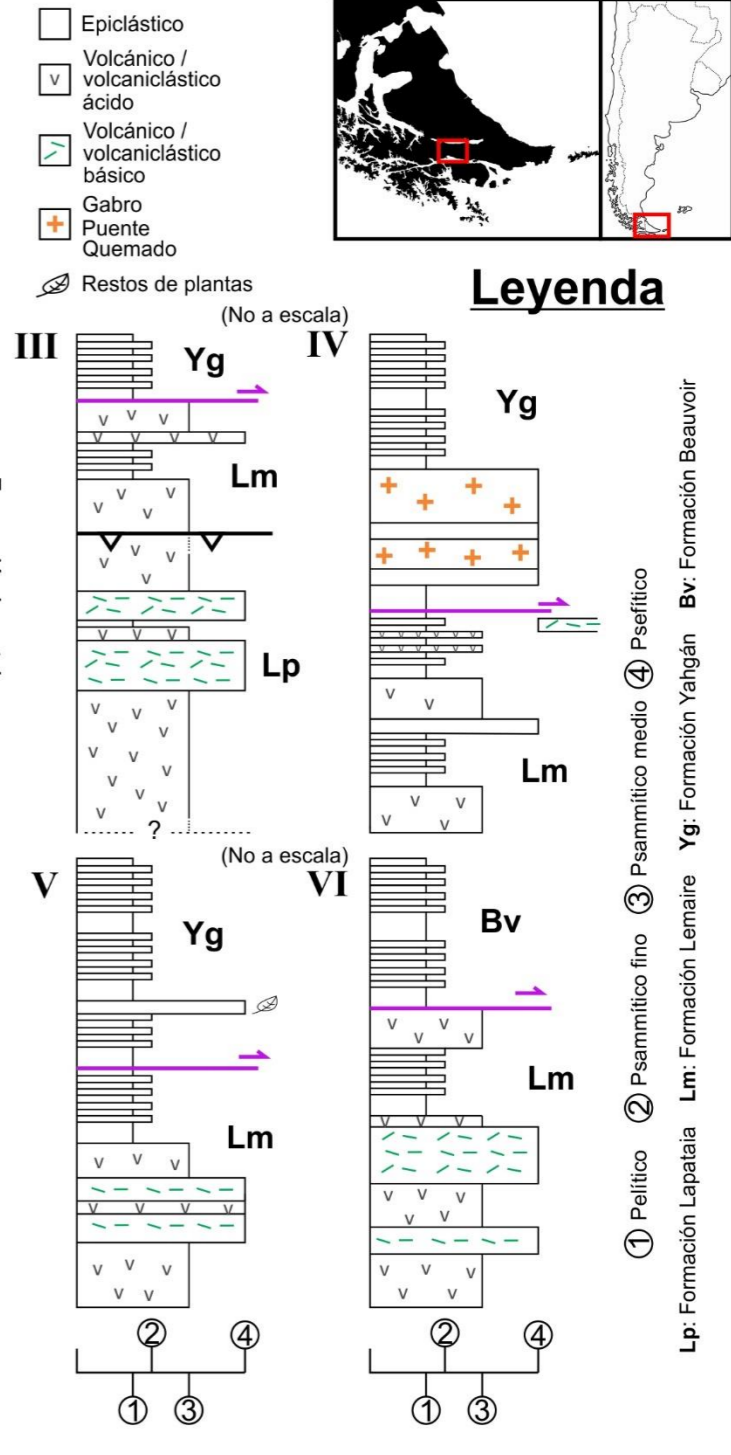 Epiclástico
v
Volcánico /
volcaniclástico
ácido
Volcánico /
volcaniclástico
básico
Gabro
Puente
Quemado
Restos de plantas
Leyenda
(No a escala)
III
Yg
Lm
Lp
?
IV
Yg
Lm
(No a escala)
V
Yg
Lm
VI
Bv
Lm
2
4
1
3
2
4
1
3
1 Pelítico 2 Psammítico fino 3 Psammítico medio 4 Psefítico
Lp: Formación Lapataia Lm: Formación Lemaire Yg: Formación Yahgán Bv: Formación Beauvoir